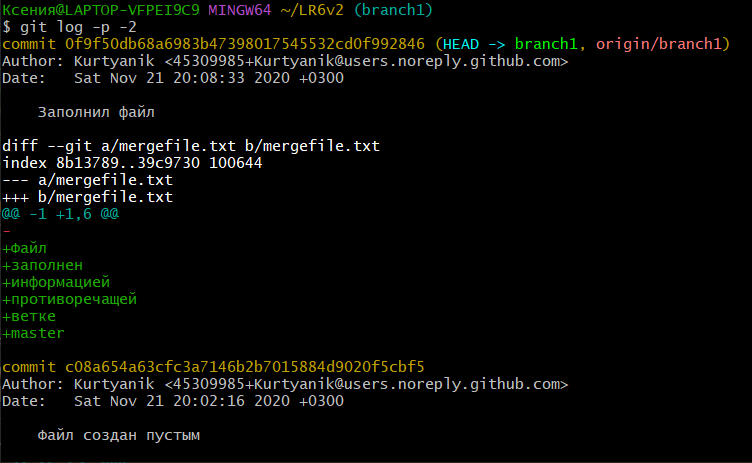 Ксения@LAPTOP-VFPEI9C9 MINGW64 ~/LR6v2 (branch1)
$ git log -p -2
commit 0f9f50db68a6983b47398017545532cd0f992846 (HEAD -> branch1, origin/branch1)
Author: Kurtyanik <45309985+Kurtyanik@users.noreply.github.com>
Date:   Sat Nov 21 20:08:33 2020 +0300

    Заполнил файл

diff --git a/mergefile.txt b/mergefile.txt
index 8b13789..39c9730 100644
--- a/mergefile.txt
+++ b/mergefile.txt
@@ -1 +1,6 @@
-
+Файл
+заполнен
+информацией
+противоречащей
+ветке
+master

commit c08a654a63cfc3a7146b2b7015884d9020f5cbf5
Author: Kurtyanik <45309985+Kurtyanik@users.noreply.github.com>
Date:   Sat Nov 21 20:02:16 2020 +0300

    Файл создан пустым